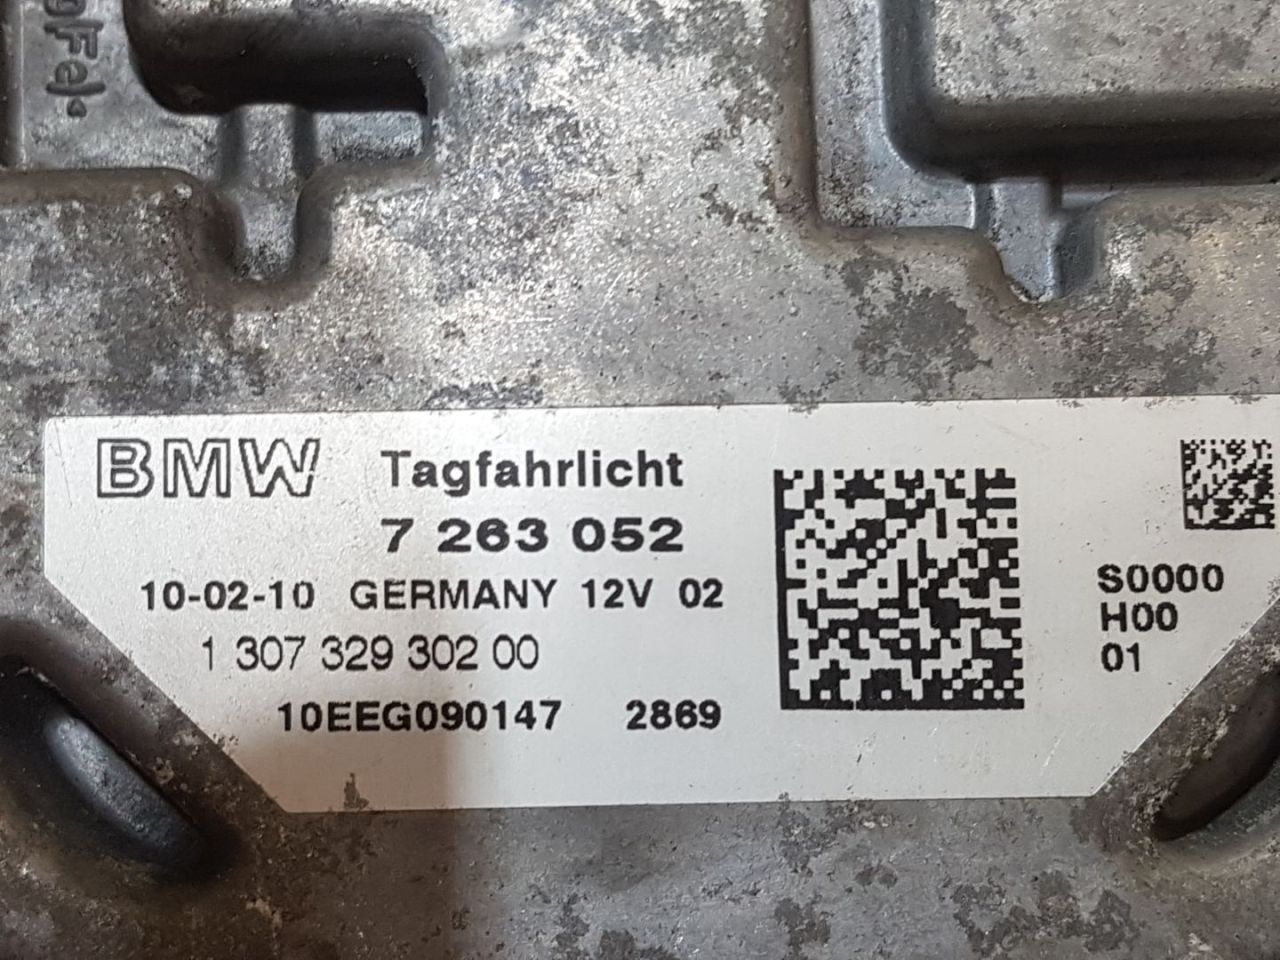 BMW Tagfahrlicht
7 263 052
10-02-10 GERMANY 12V 02
1 307 329 302 00
10EEG090147 2869
S0000
H00
01